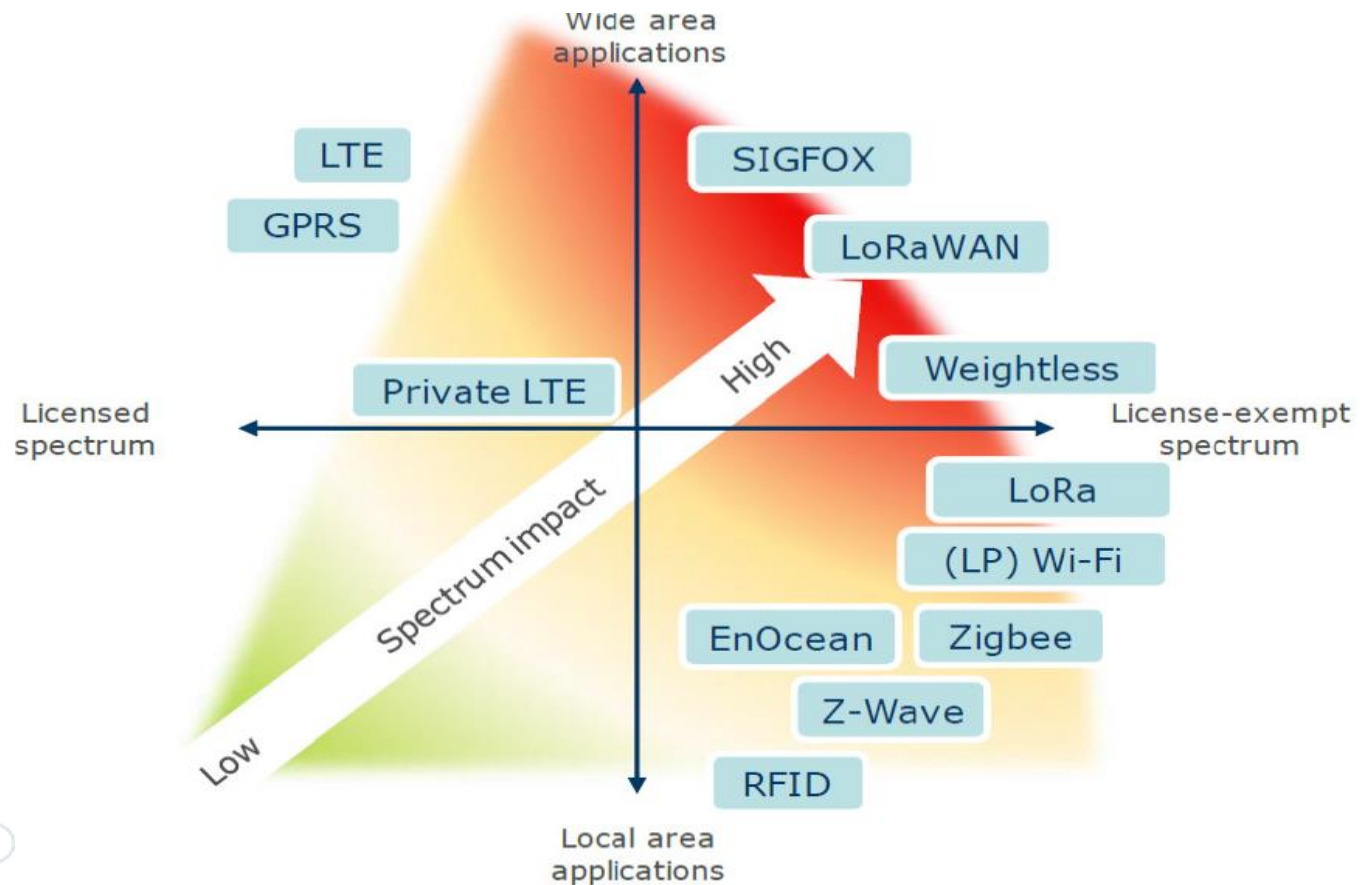 Wide area
applications
LTE
SIGFOX
GPRS
LoRaWAN
High
Private LTE
Weightless
Licensed
spectrum
License-exempt
spectrum
LoRa
Spectrum impact
(LP) Wi-Fi
EnOcean
Zigbee
Z-Wave
Low
RFID
Local area
applications